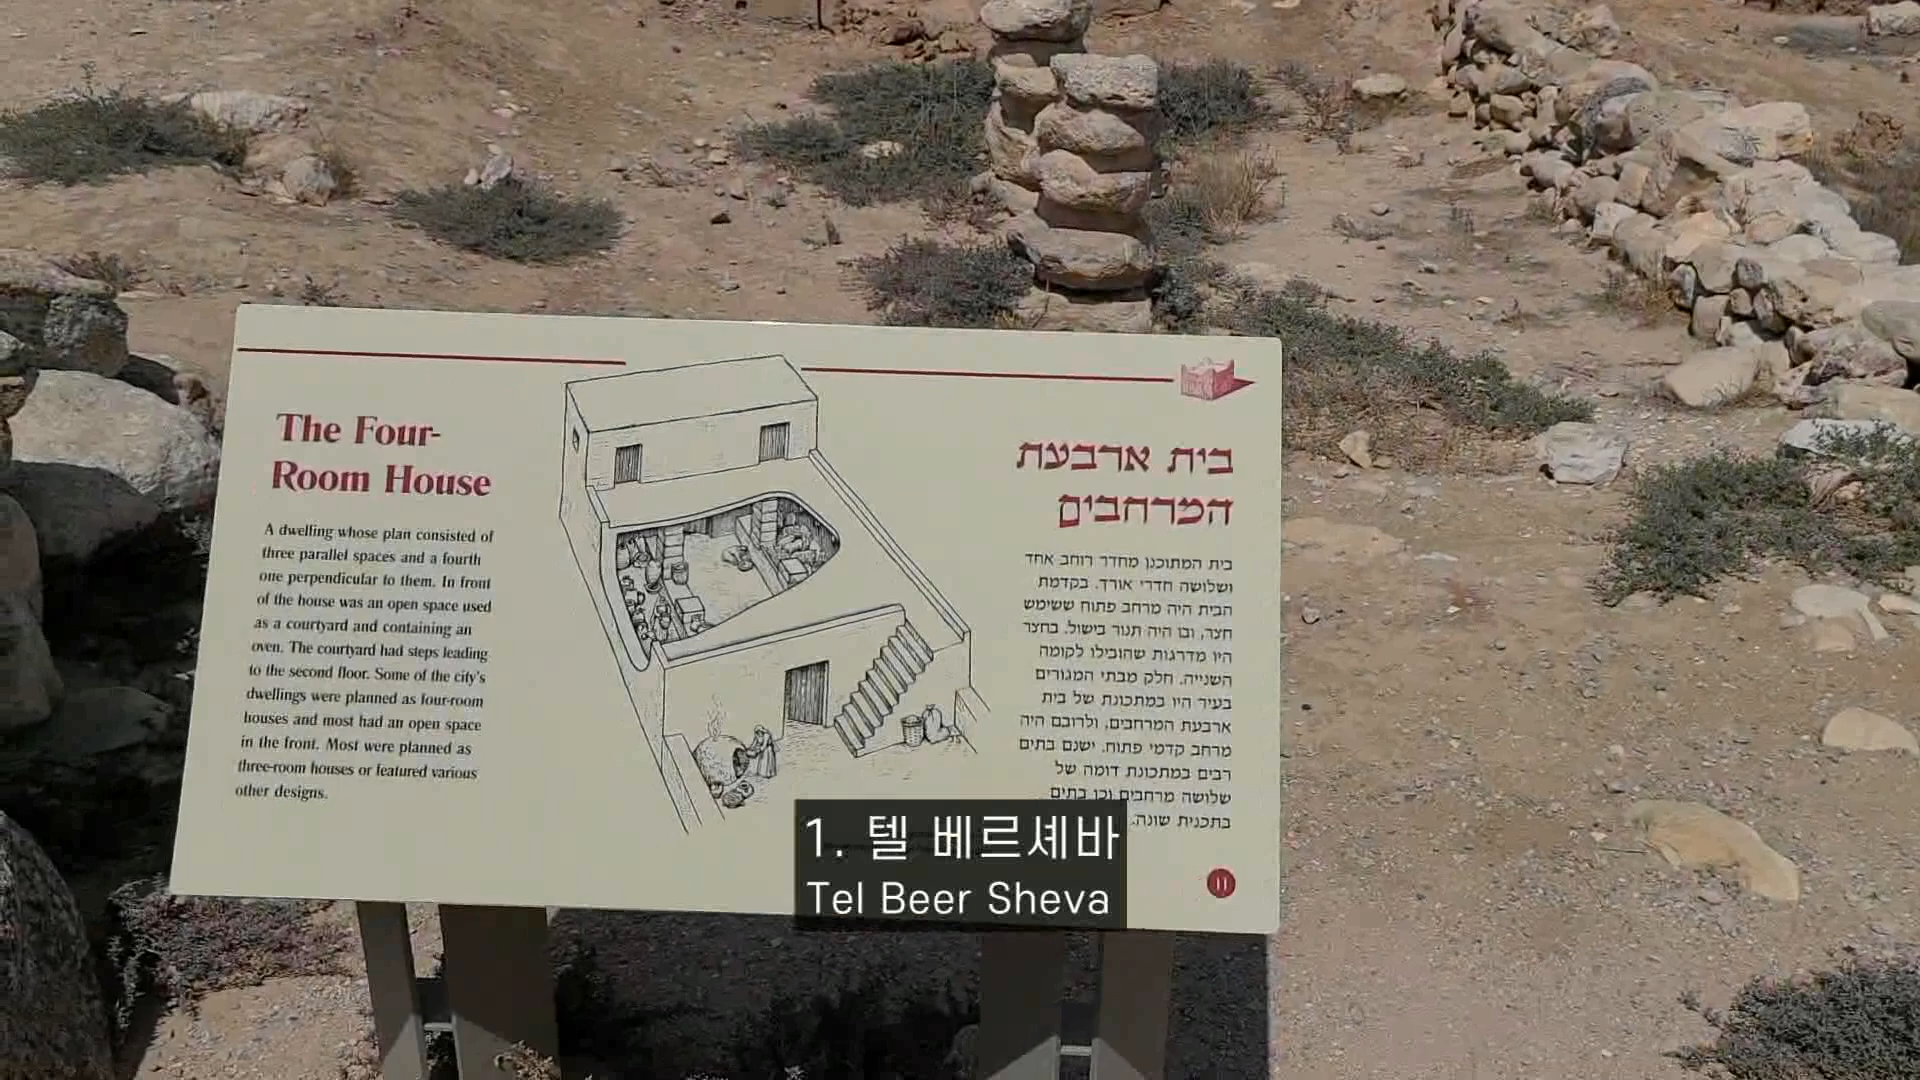 The Four-
Room House
A dwelling whose plan consisted of
three parallel spaces and a fourth
one perpendicular to them. In front
of the house was an open space used
as a courtyard and containing an
oven. The courtyard had steps leading
to the second floor. Some of the city's
dwellings were planned as four-room
houses and most had an open space
in the front. Most were planned as
three-room houses or featured various
other designs.
בית ארבעת
המרחבים
בית המתוכנן מחדר רוחב אחד
ושלושה חדרי אורך. בקדמת
הבית היה מרחב פתוח ששימש
חצר, ובו היה תנור בישול. בחצר
היו מדרגות שהובילו לקומה
השנייה. חלק מבתי המגורים
בעיר היו במתכונת של בית
ארבעת המרחבים, ולרובם היה
מרחב קדמי פתוח. ישנם בתים
רבים במתכונת דומה של
שלושה מרחבים וכן בתים
בתכנית שונה.
11
1. 텔 베르셰바
Tel Beer Sheva